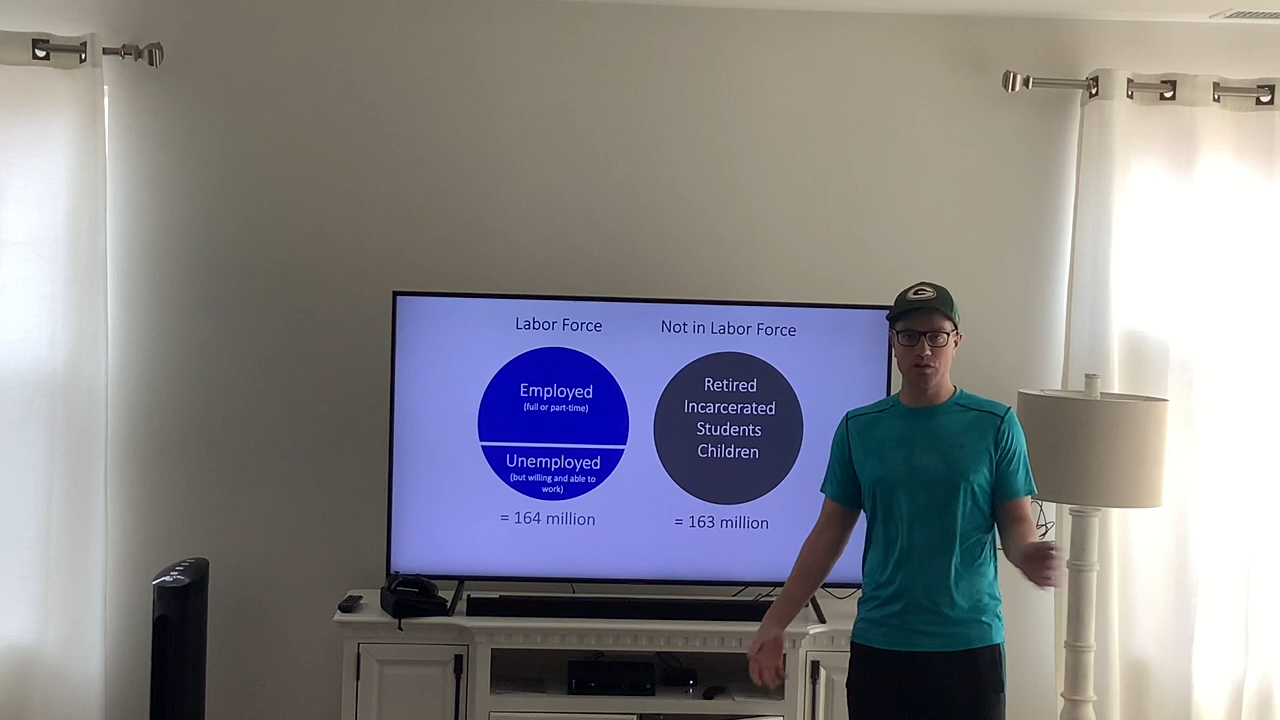 Labor Force
Employed
(full or part-time)
Unemployed
(but willing and able to
work)
= 164 million
Not in Labor Force
Retired
Incarcerated
Students
Children
= 163 million
G